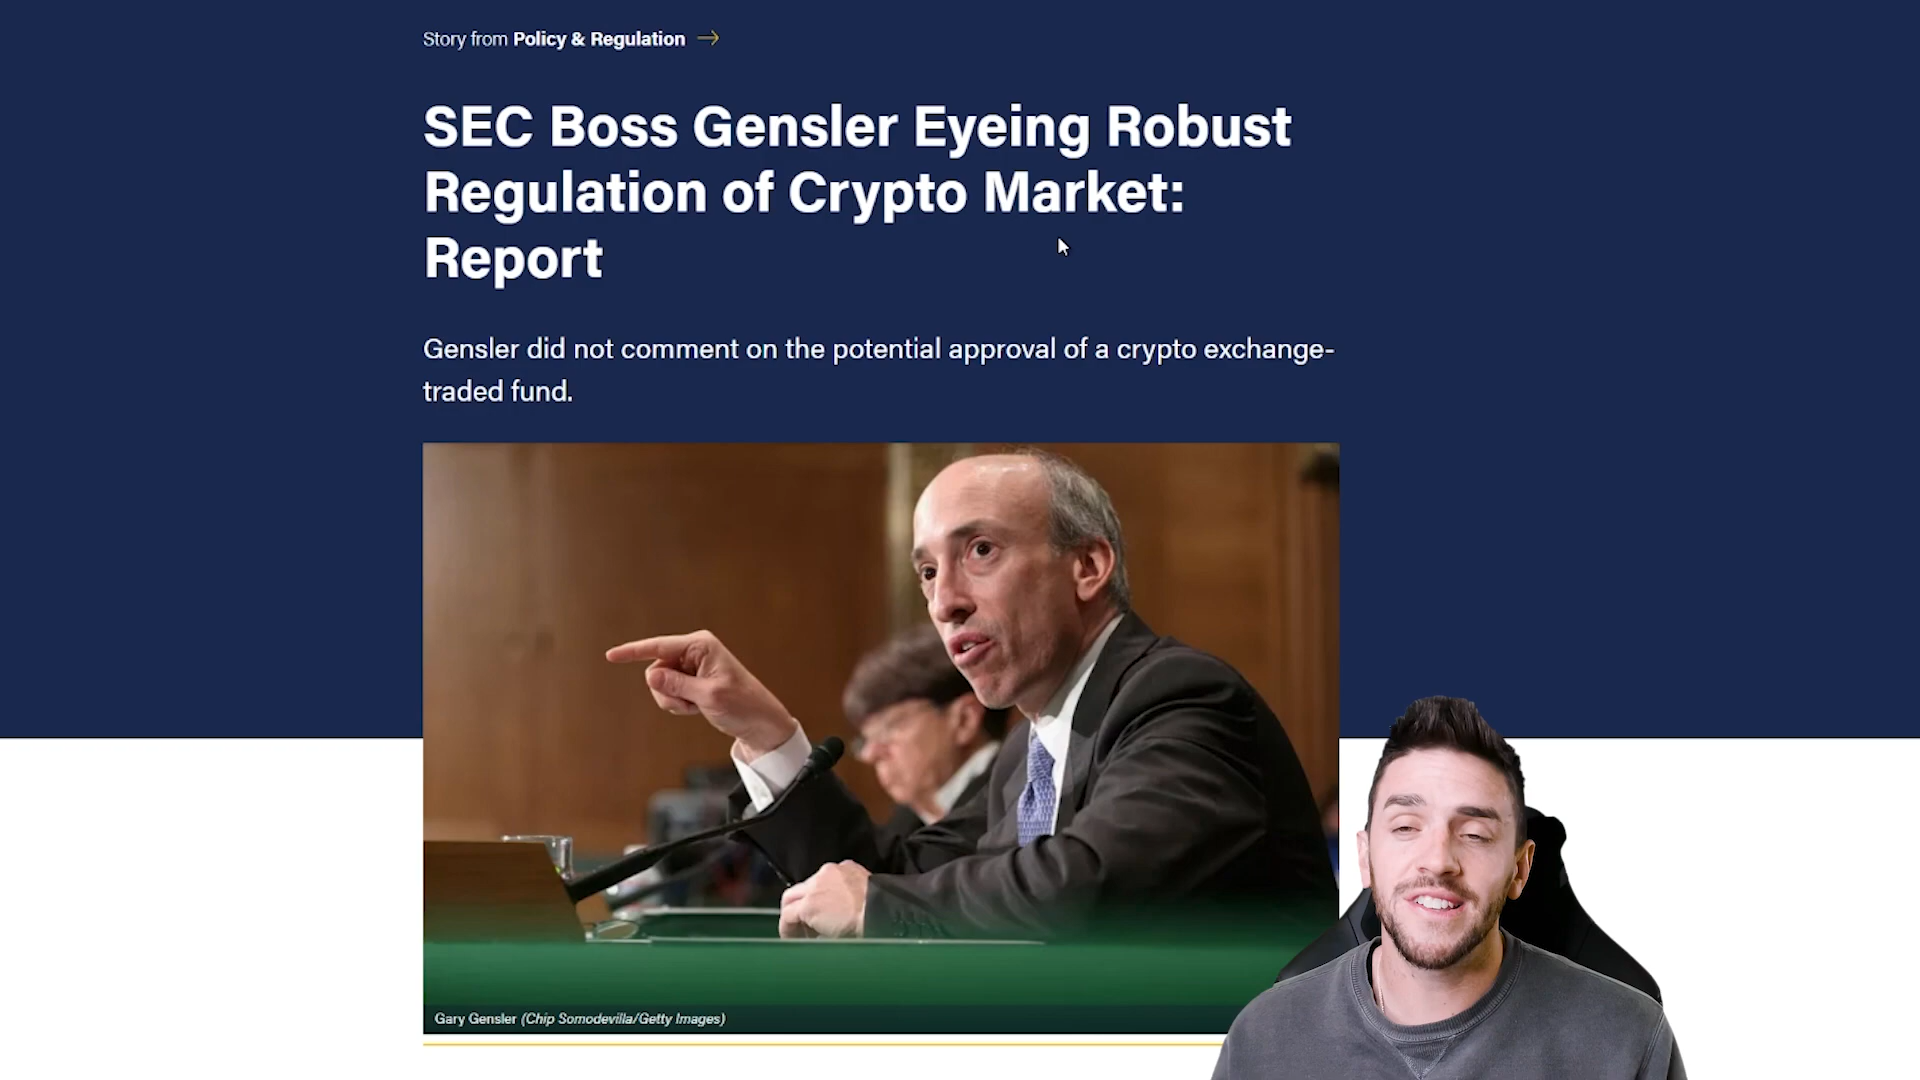 Story from Policy & Regulation
SEC Boss Gensler Eyeing Robust
Regulation of Crypto Market:
Report
Gensler did not comment on the potential approval of a crypto exchange-
traded fund.
Gary Gensler (Chip Somodevilla/Getty Images)